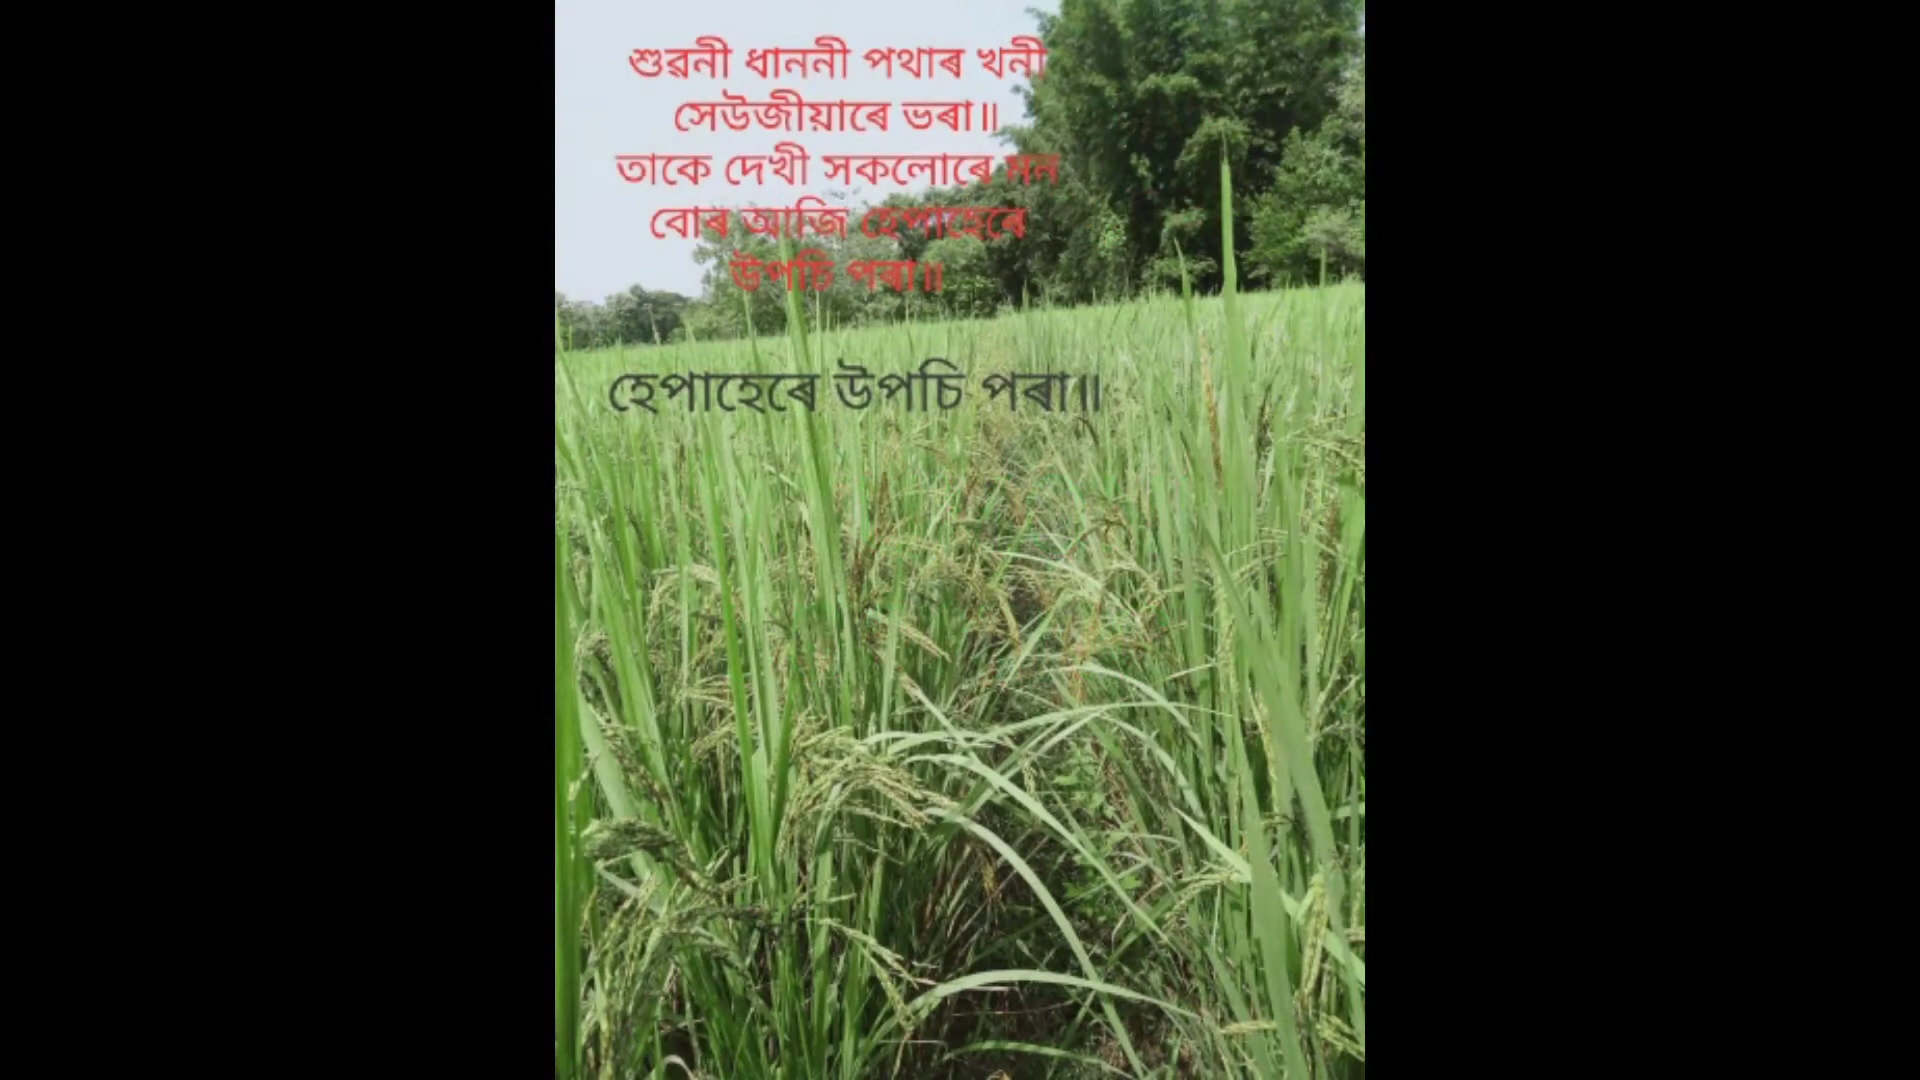 শুৱনী ধাননী পথাৰ খনী
সেউজীয়াৰে ভৰা॥
তাকে দেখী সকলোৰে মন
বোৰ আজি হেপাহেৰে
উপচি পৰা॥
হেপাহেৰে উপচি পৰা॥